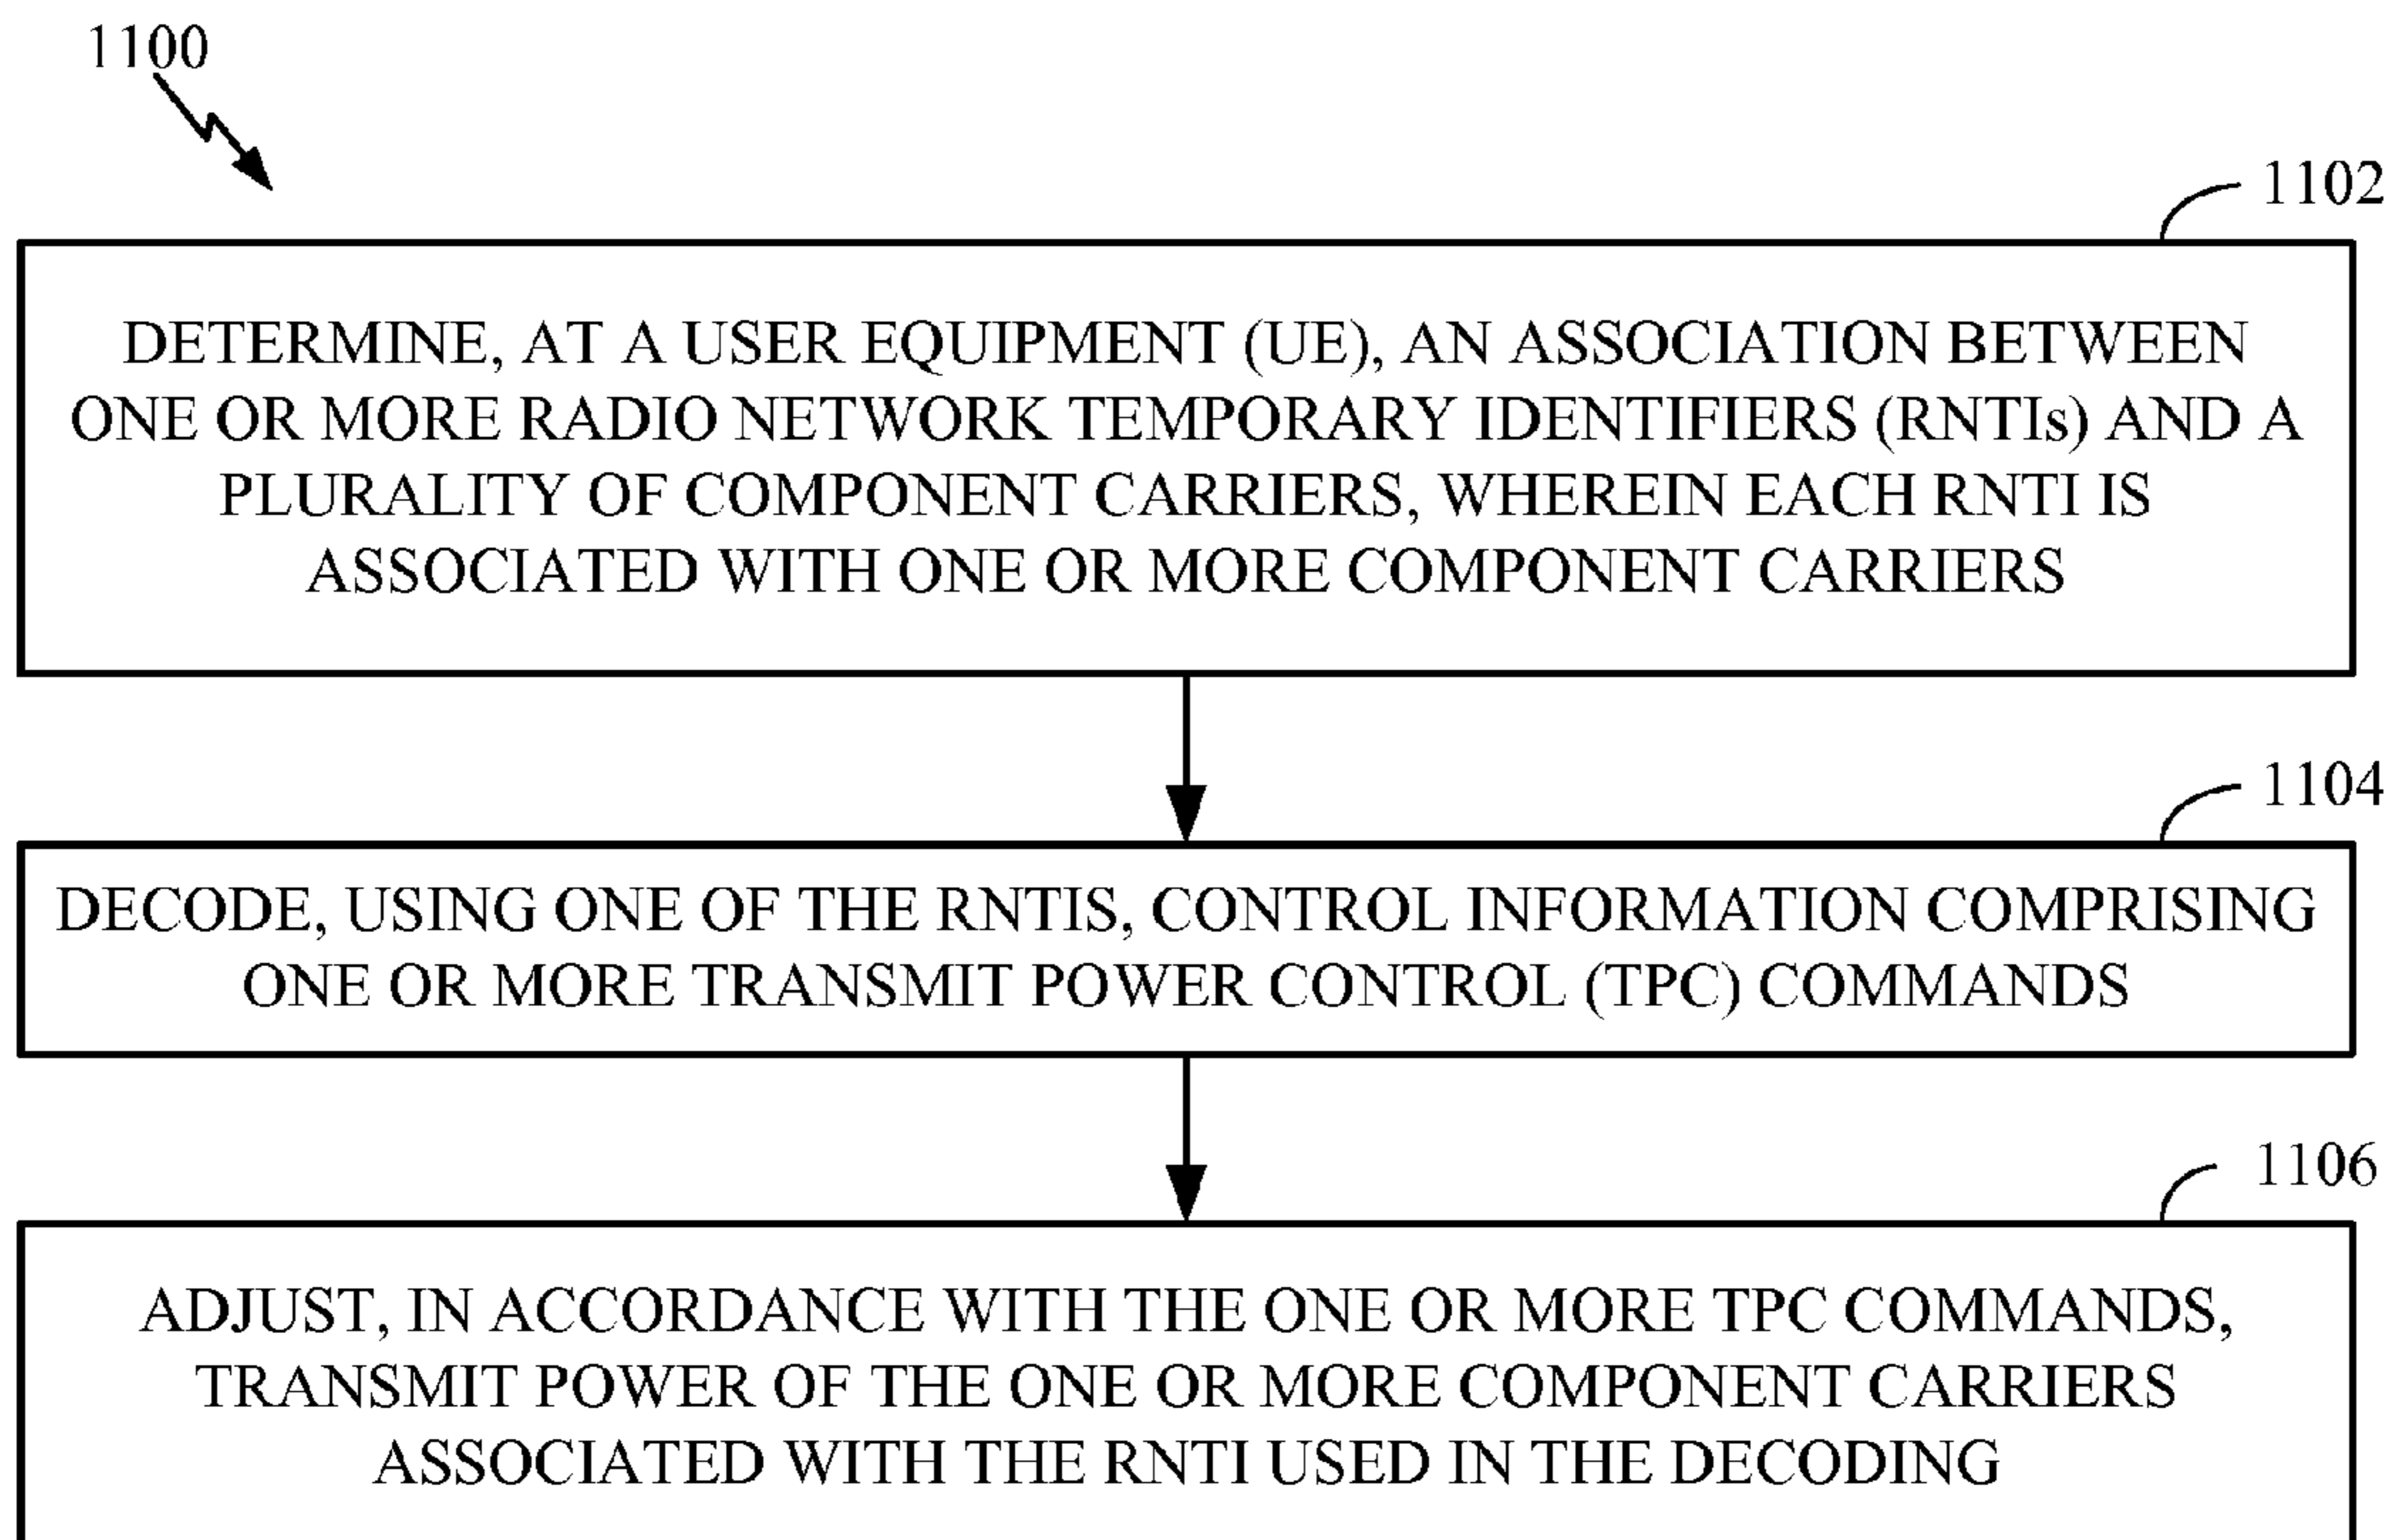 1100
1102
DETERMINE, AT A USER EQUIPMENT (UE), AN ASSOCIATION BETWEEN
ONE OR MORE RADIO NETWORK TEMPORARY IDENTIFIERS (RNTIs) AND A
PLURALITY OF COMPONENT CARRIERS, WHEREIN EACH RNTI IS
ASSOCIATED WITH ONE OR MORE COMPONENT CARRIERS
1104
DECODE, USING ONE OF THE RNTIS, CONTROL INFORMATION COMPRISING
ONE OR MORE TRANSMIT POWER CONTROL (TPC) COMMANDS
1106
ADJUST, IN ACCORDANCE WITH THE ONE OR MORE TPC COMMANDS,
TRANSMIT POWER OF THE ONE OR MORE COMPONENT CARRIERS
ASSOCIATED WITH THE RNTI USED IN THE DECODING